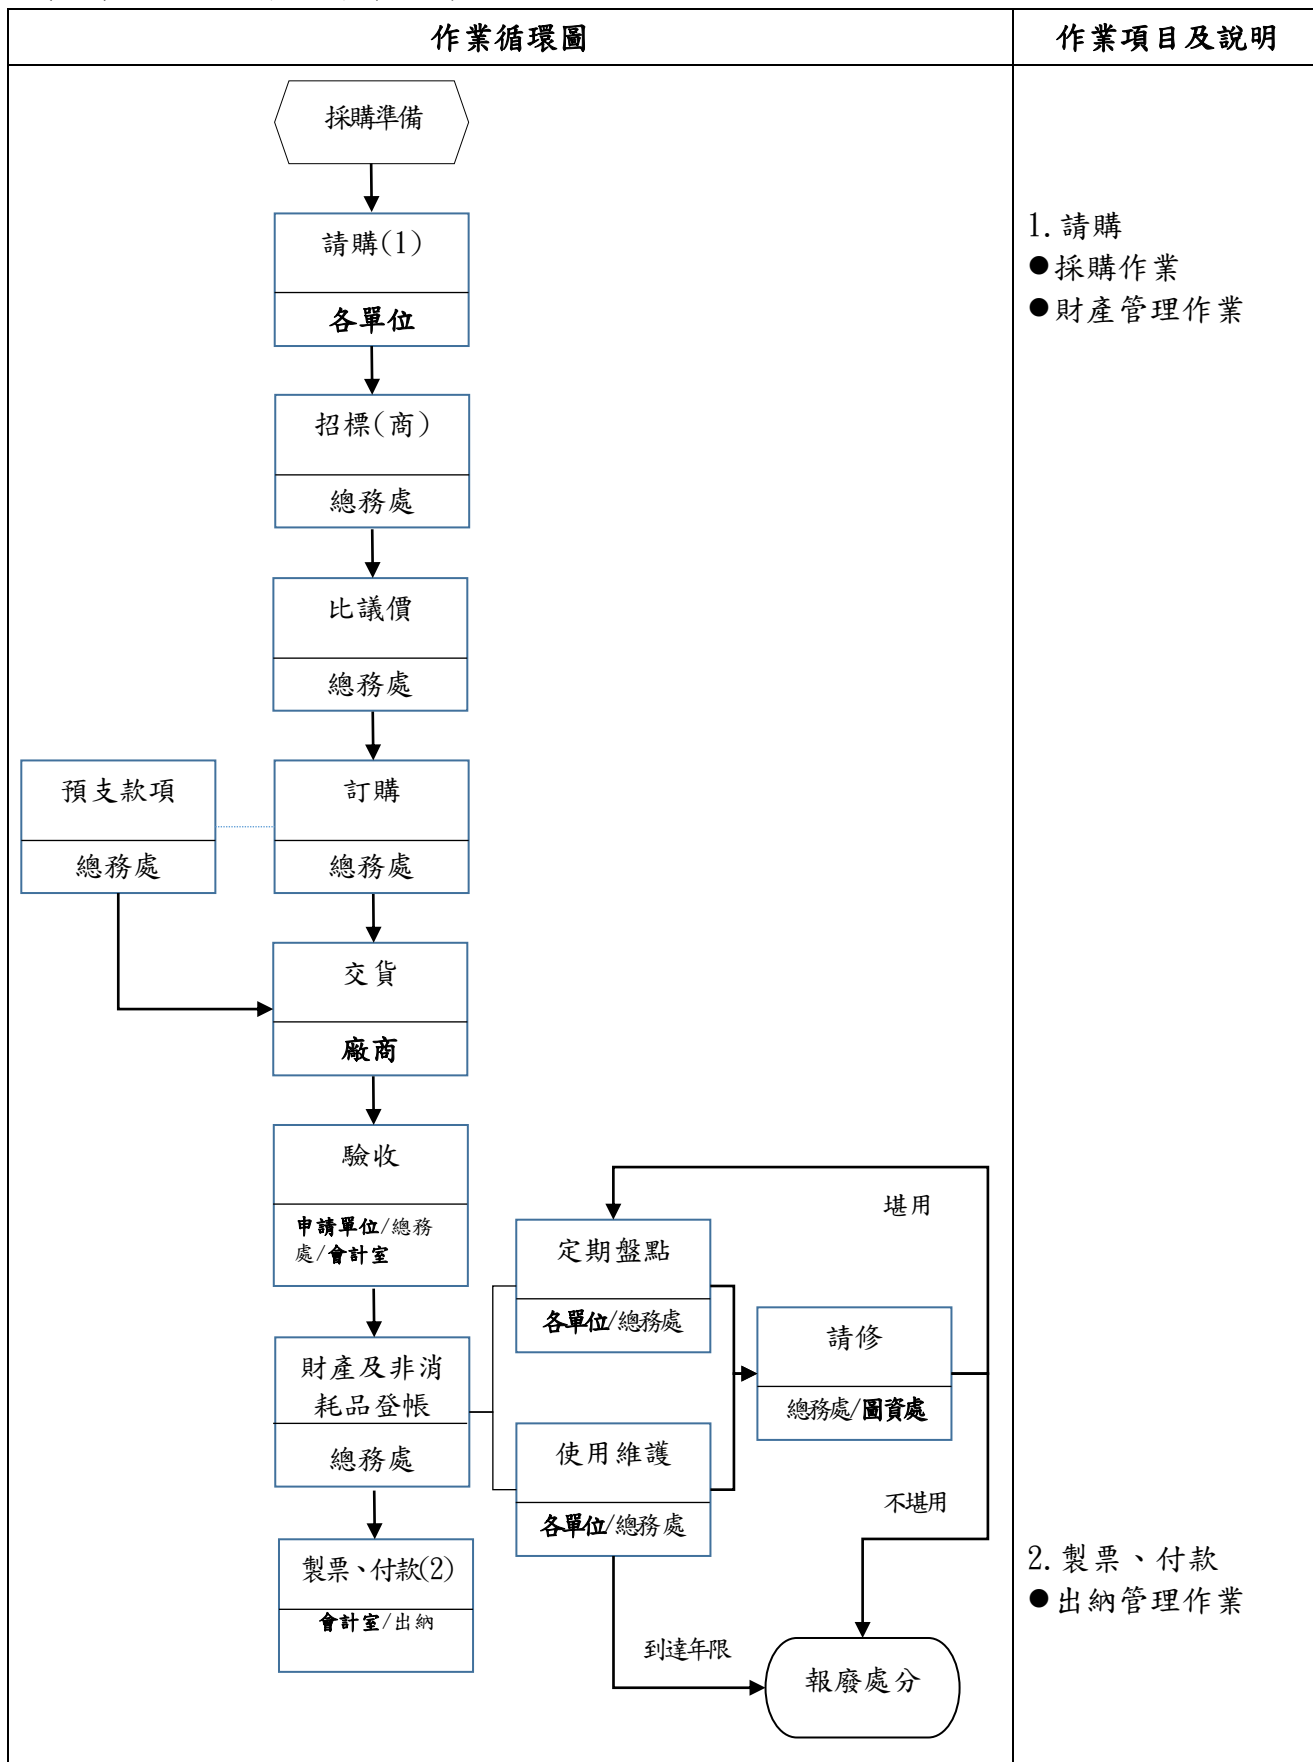 作業循環圖
作業項目及說明
採購準備
請購(1)
各單位
1.請購
●採購作業
●財產管理作業
招標(商)
總務處
比議價
總務處
預支款項
總務處
訂購
總務處
交貨
廠商
驗收
申請單位/總務
處/會計室
堪用
定期盤點
各單位/總務處
請修
總務處/圖資處
財產及非消
耗品登帳
總務處
使用維護
各單位/總務處
不堪用
製票、付款(2)
會計室/出納
2.製票、付款
●出納管理作業
到達年限
報廢處分